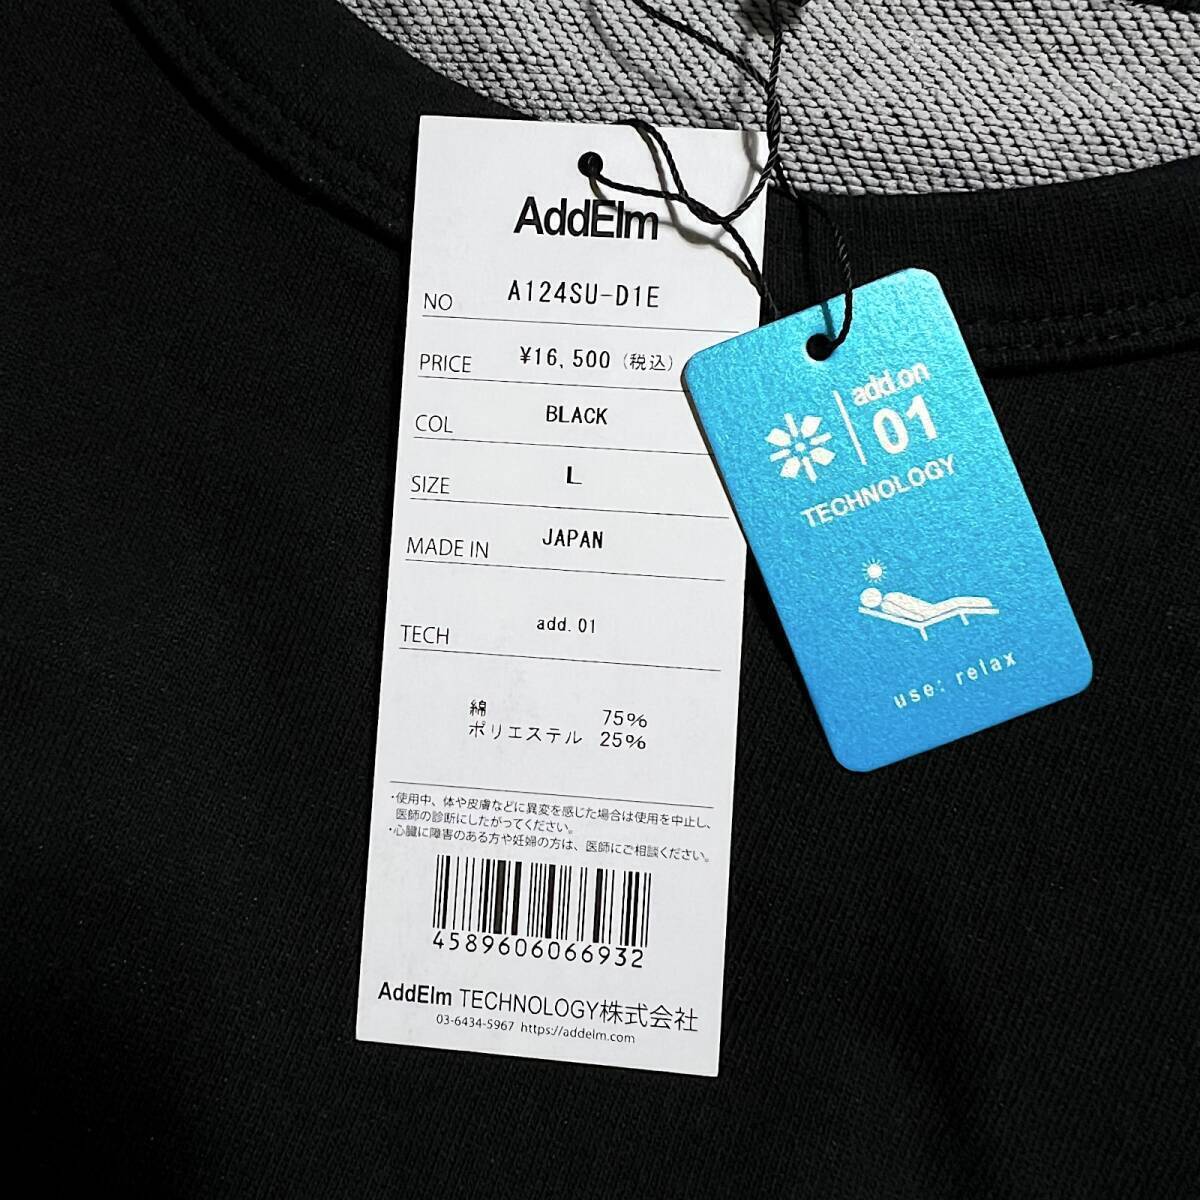 AddElm
NO A124SU-D1E
PRICE ¥16,500(税込)
COL BLACK
SIZE L
MADE IN JAPAN
TECH add.01
綿 75%
ポリエステル 25%
・使用中、体や皮膚などに異変を感じた場合は使用を中止し、
医師の診断にしたがってください。
・心臓に障害のある方や妊婦の方は、医師にご相談ください。
4589606066932
AddElm TECHNOLOGY株式会社
03-6434-5967 https://addelm.com
add.on
01
TECHNOLOGY
use: relax